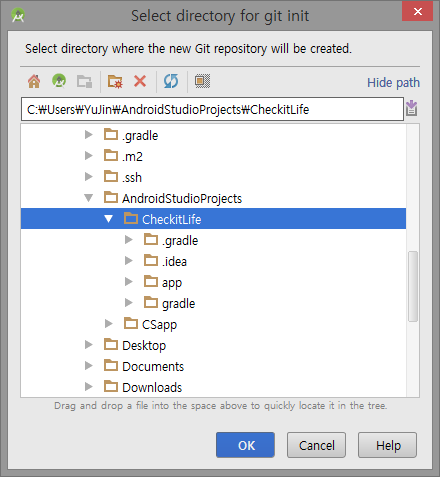 Select directory for git init
Select directory where the new Git repository will be created.
Hide path
C:₩Users₩YuJin₩AndroidStudioProjects₩CheckitLife
.gradle
.m2
.ssh
AndroidStudioProjects
CheckitLife
.gradle
.idea
app
gradle
CSapp
Desktop
Documents
Downloads
Drag and drop a file into the space above to quickly locate it in the tree.
OK
Cancel
Help